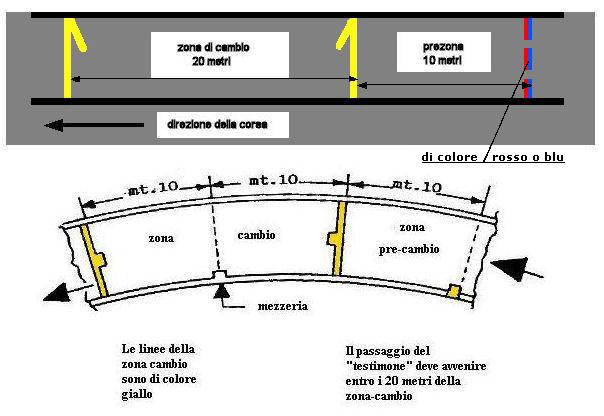 zona di cambio
20 metri
prezona
10 metri
direzione della corsa
di colore / rosso o blu
mt.10
mt.10
mt.10
zona
cambio
zona
pre-cambio
mezzeria
Le linee della
zona cambio
sono di colore
giallo
Il passaggio del
"testimone" deve avvenire
entro i 20 metri della
zona-cambio